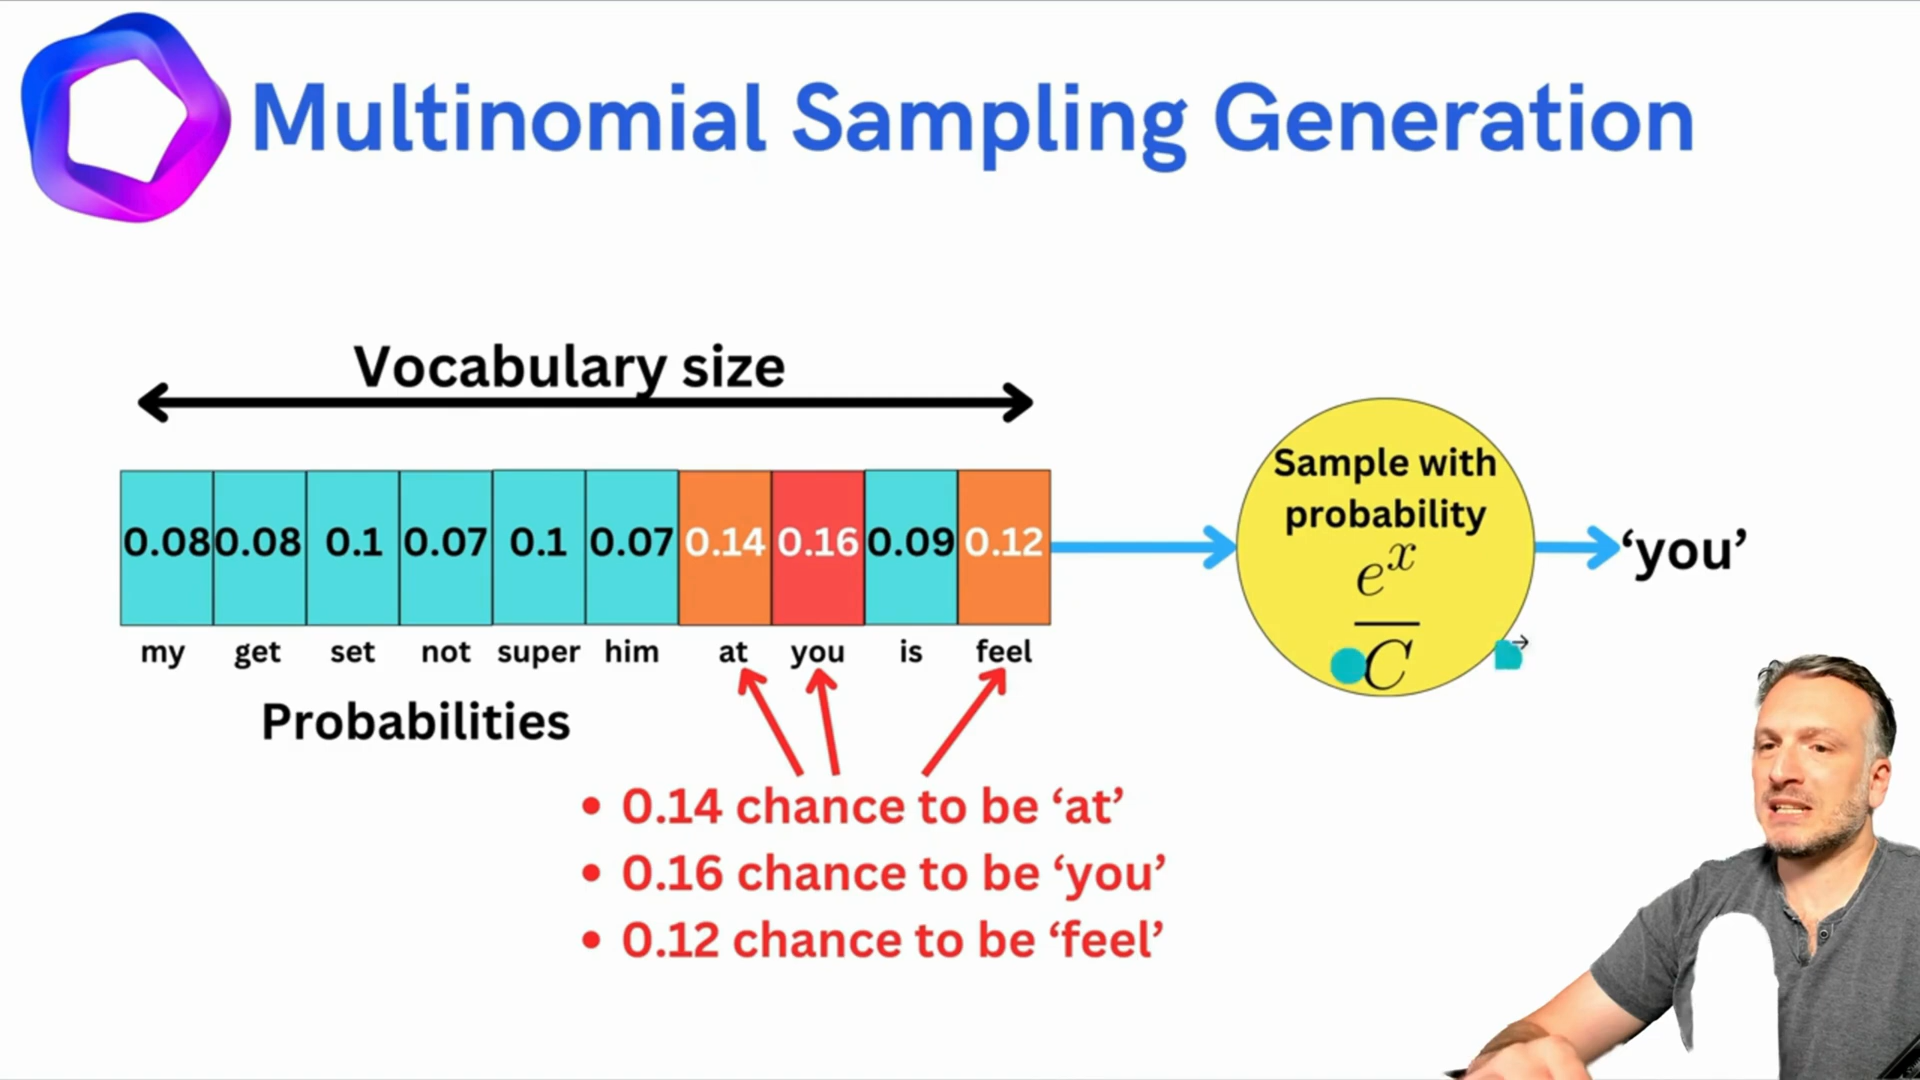 Multinomial Sampling Generation
Vocabulary size
0.08 0.08 0.1 0.07 0.1 0.07 0.14 0.16 0.09 0.12
my get set not super him at you is feel
Probabilities
Sample with
probability
e^x
C
‘you’
• 0.14 chance to be ‘at’
• 0.16 chance to be ‘you’
• 0.12 chance to be ‘feel’